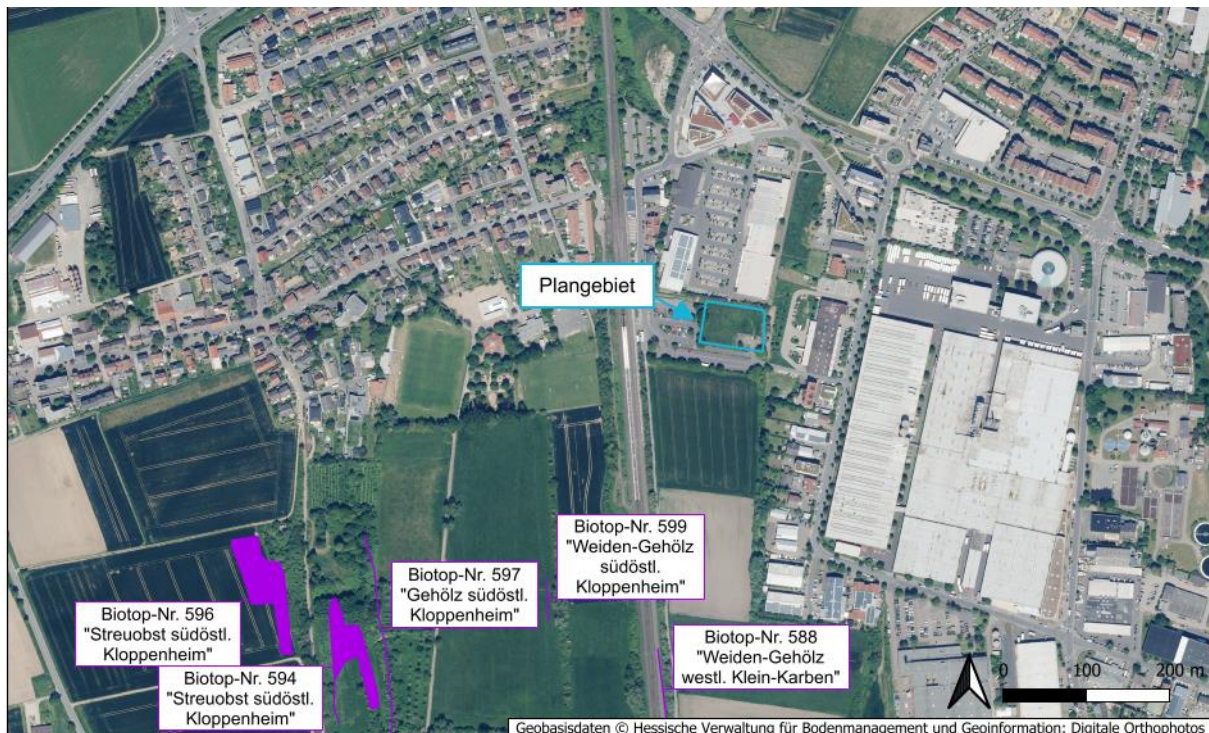 Plangebiet
Biotop-Nr. 599
"Weiden-Gehölz
südöstl.
Kloppenheim"
Biotop-Nr. 597
"Gehölz südöstl.
Kloppenheim"
Biotop-Nr. 596
"Streuobst südöstl.
Kloppenheim"
Biotop-Nr. 588
"Weiden-Gehölz
westl. Klein-Karben"
Biotop-Nr. 594
"Streuobst südöstl.
Kloppenheim"
0 100 200 m
Geobasisdaten © Hessische Verwaltung für Bodenmanagement und Geoinformation: Digitale Orthophotos